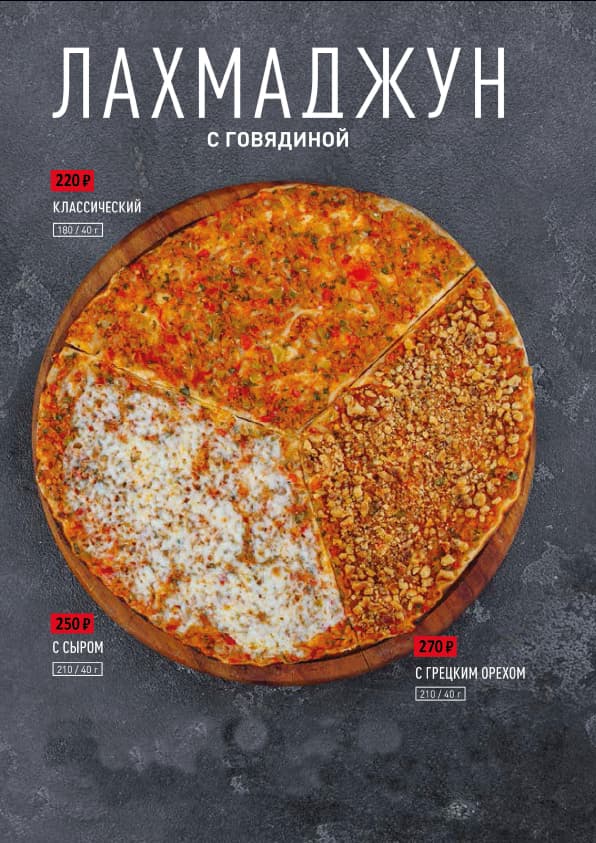 ЛАХМАДЖУН
С ГОВЯДИНОЙ
220 ₽
КЛАССИЧЕСКИЙ
180 / 40 г
250 ₽
С СЫРОМ
210 / 40 г
270 ₽
С ГРЕЦКИМ ОРЕХОМ
210 / 40 г